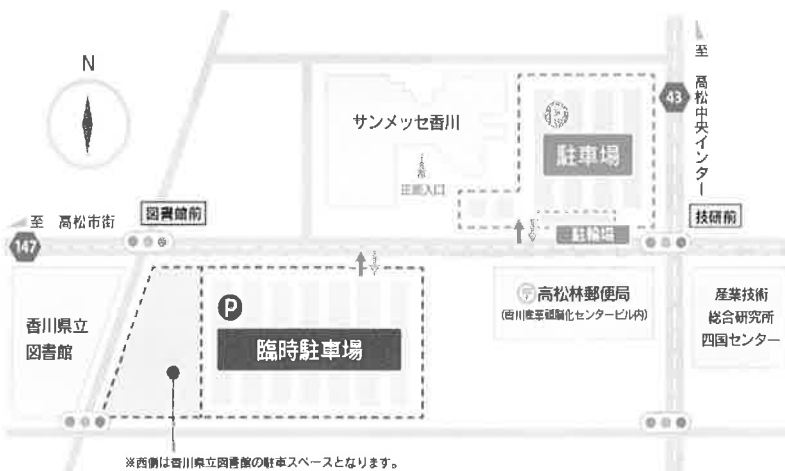 N
至 高松中央インター
43
サンメッセ香川
駐車場
正面入口
図書館前
技研前
至 高松市街
147
駐輪場
P
臨時駐車場
香川県立
図書館
高松林郵便局
(香川産業頭脳化センタービル内)
産業技術
総合研究所
四国センター
※西側は香川県立図書館の駐車スペースとなります。